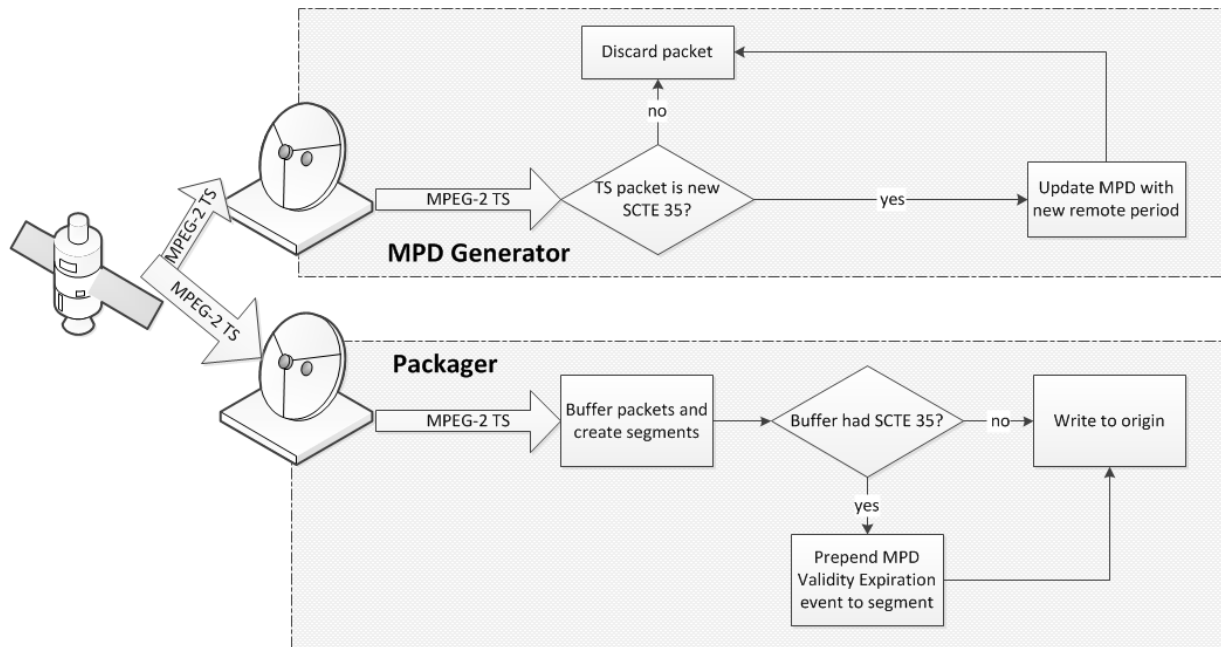 Discard packet
no
MPEG-2 TS
MPEG-2 TS
TS packet is new
SCTE 35?
yes
Update MPD with
new remote period
MPD Generator
MPEG-2 TS
Packager
MPEG-2 TS
Buffer packets and
create segments
Buffer had SCTE 35?
no
Write to origin
yes
Prepend MPD
Validity Expiration
event to segment